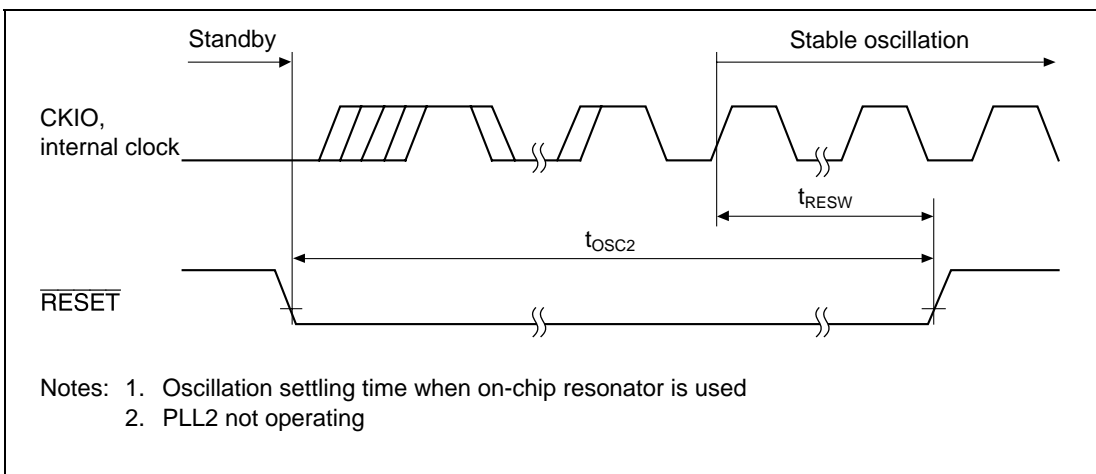 Standby
Stable oscillation
CKIO,
internal clock
tRESW
tOSC2
RESET
Notes: 1. Oscillation settling time when on-chip resonator is used
2. PLL2 not operating